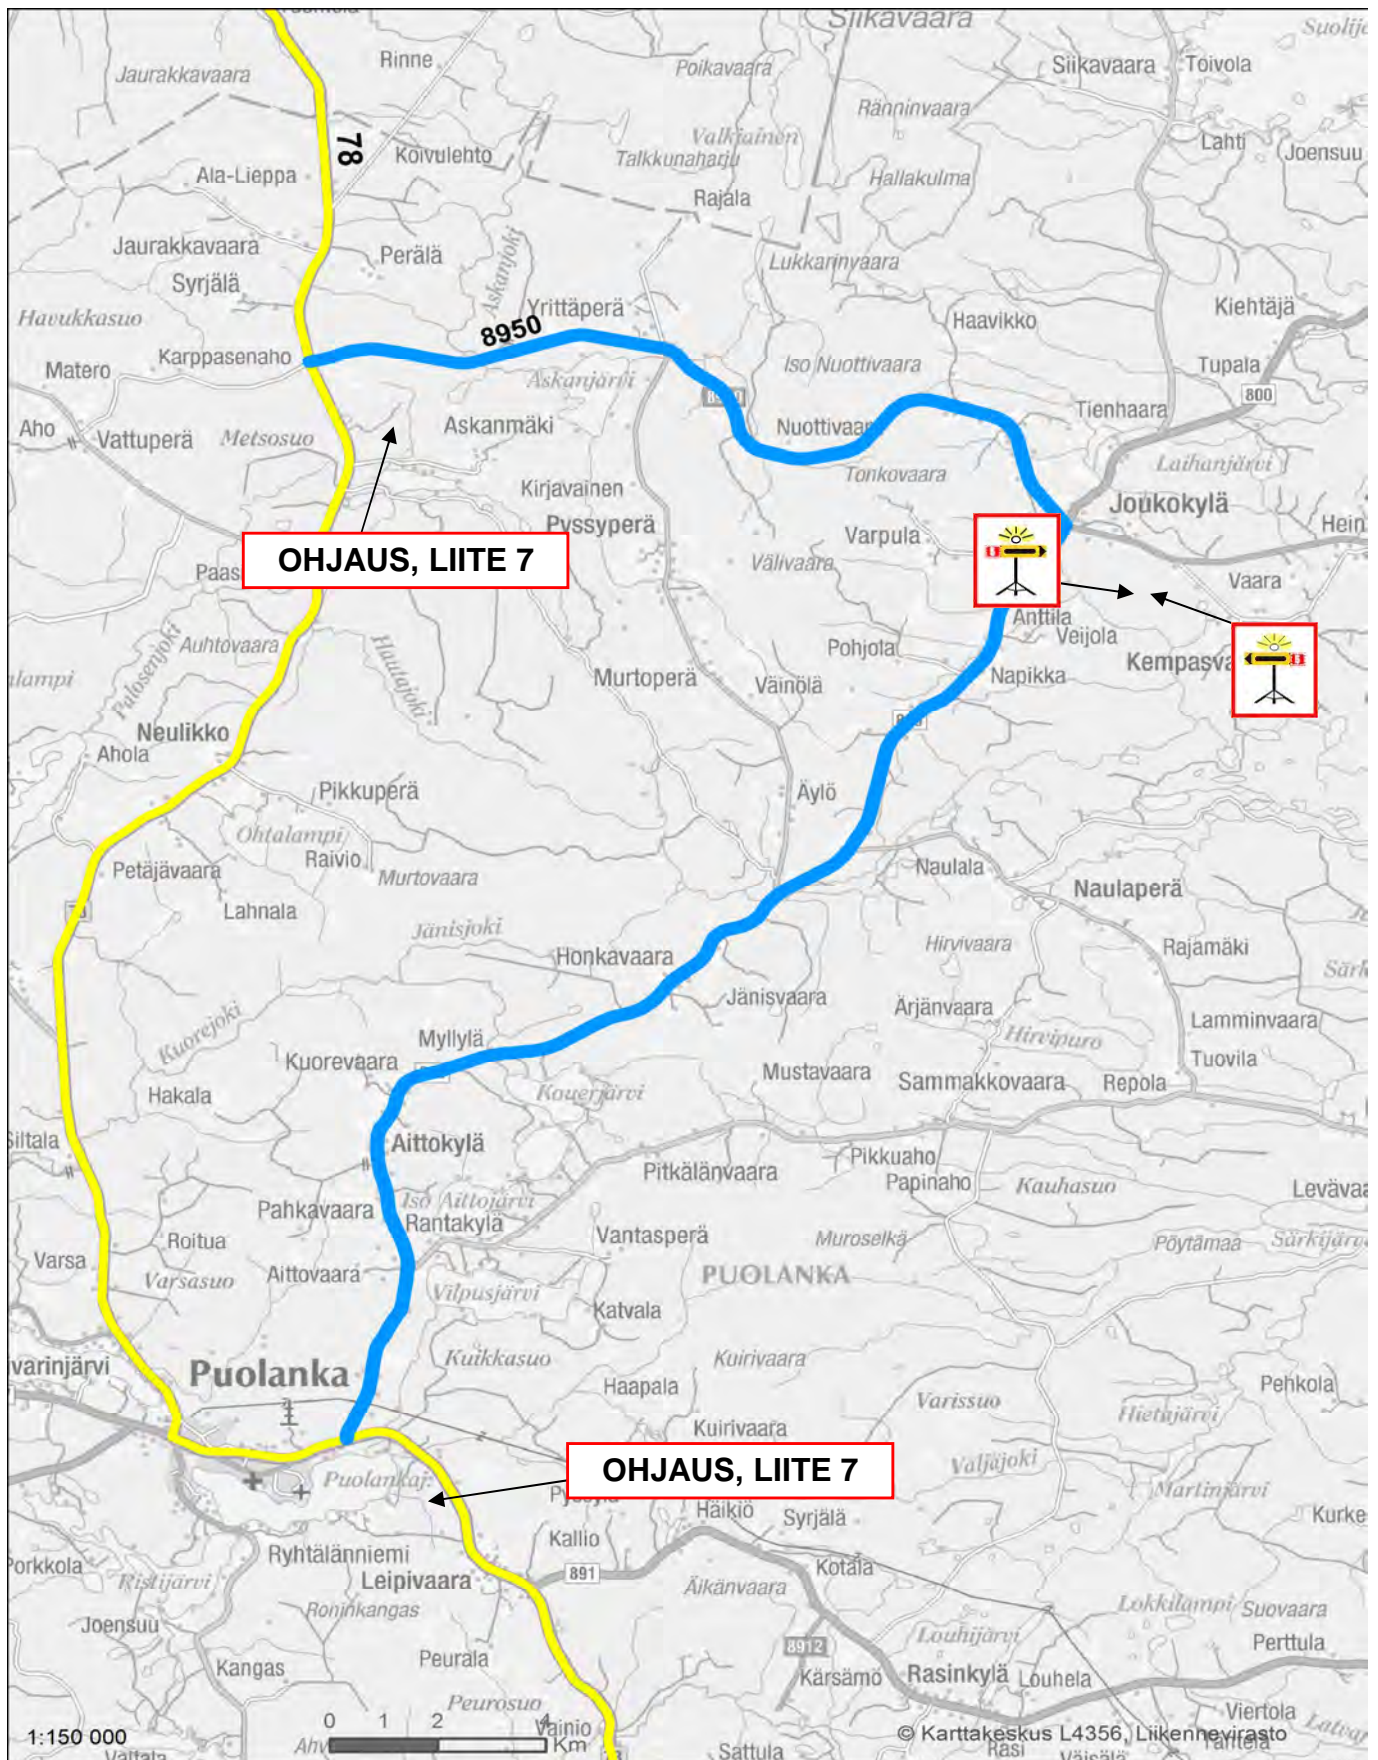 Siikavaara
Rinne
Jaurakkavaara
Poikavaara
Siikavaara
Toivola
Ränninvaara
78
Koivulehto
Valkiainen
Talkkunaharju
Lahti
Joensuu
Ala-Lieppa
Hallakulma
Rajala
Jaurakkavaara
Perälä
Askanjoki
Lukkarinvaara
Syrjälä
Yrittäperä
Kiehtäjä
Havukkasuo
8950
Haavikko
Karppasenaho
Matero
Askanjärvi
Iso Nuottivaara
Tupala
800
Tienhaara
Aho
Vattuperä
Metsosuo
Askanmäki
Tonkovaara
Laihanjärvi
Kirjavainen
Joukokylä
Pyssyperä
Varpula
OHJAUS, LIITE 7
Välivaara
Vaara
Anttila
Veijola
Auhtovaara
Palosenjoki
Hautajoki
Pohjola
Napikka
Murtoperä
Väinölä
Neulikko
Ahola
Pikkuperä
Äylö
Ohtalampi
Raivio
Petäjävaara
Murtovaara
Naulala
Naulaperä
Lahnala
Jänisjoki
Honkavaara
Hirvivaara
Rajamäki
Jänisvaara
Ärjänvaara
Kuorejoki
Myllylä
Hirvipuro
Lamminvaara
Kuorevaara
Tuovila
Mustavaara
Sammakkovaara
Repola
Hakala
Kouerjärvi
Siltala
Aittokylä
Pikkuaho
Pitkälänvaara
Papinaho
Kauhasuo
Pahkavaara
Iso Aittojärvi
Rantakylä
Roitua
Vantasperä
Muroselkä
Pöytämaa
Varsa
Varsasuo
Aittovaara
PUOLANKA
Vilpusjärvi
Katvala
Puolanka
Kuikkasuo
Kuirivaara
Haapala
Varissuo
Pehkola
Hietajärvi
Kuirivaara
OHJAUS, LIITE 7
Valjäjoki
Martinjärvi
Häikiö
Syrjälä
Kallio
Ryhtälänniemi
Leipivaara
891
Kotala
Ristijärvi
Äikänvaara
Roninkangas
Lokkilampi
Suovaara
Joensuu
Louhijärvi
Perttula
8912
Kangas
Peurala
Kärsämö
Rasinkylä
Louhela
Peurosuo
Viertola
1:150 000
0 1 2 4
Km
Vainio
© Karttakeskus L4356, Liikennevirasto
Sattula
Rasi